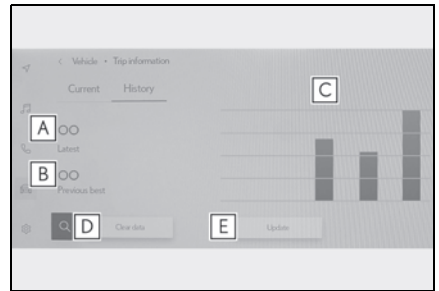 < Vehicle • Trip information
Current History
C
A OO
Latest
B OO
Previous best
D Clear data E Update